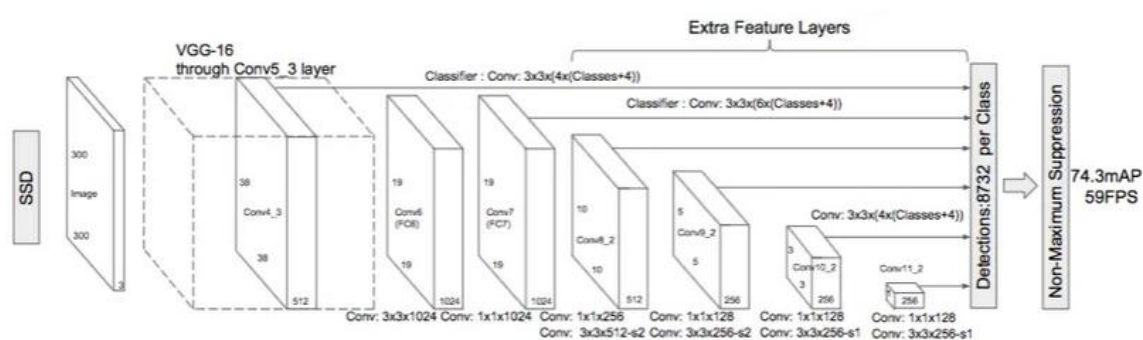 Extra Feature Layers
VGG-16
through Conv5_3 layer
Classifier : Conv: 3x3x(4x(Classes+4))
Classifier : Conv: 3x3x(6x(Classes+4))
SSD
300
Image
300
3
38
Conv4_3
38
512
19
Conv6
(FC6)
19
1024
19
Conv7
(FC7)
19
1024
10
Conv8_2
10
512
5
Conv9_2
5
256
Conv: 3x3x(4x(Classes+4))
3
Conv10_2
3
256
Conv11_2
256
Detections:8732 per Class
Non-Maximum Suppression
74.3mAP
59FPS
Conv: 3x3x1024
Conv: 1x1x1024
Conv: 1x1x256
Conv: 3x3x512-s2
Conv: 1x1x128
Conv: 3x3x256-s2
Conv: 1x1x128
Conv: 3x3x256-s1
Conv: 1x1x128
Conv: 3x3x256-s1